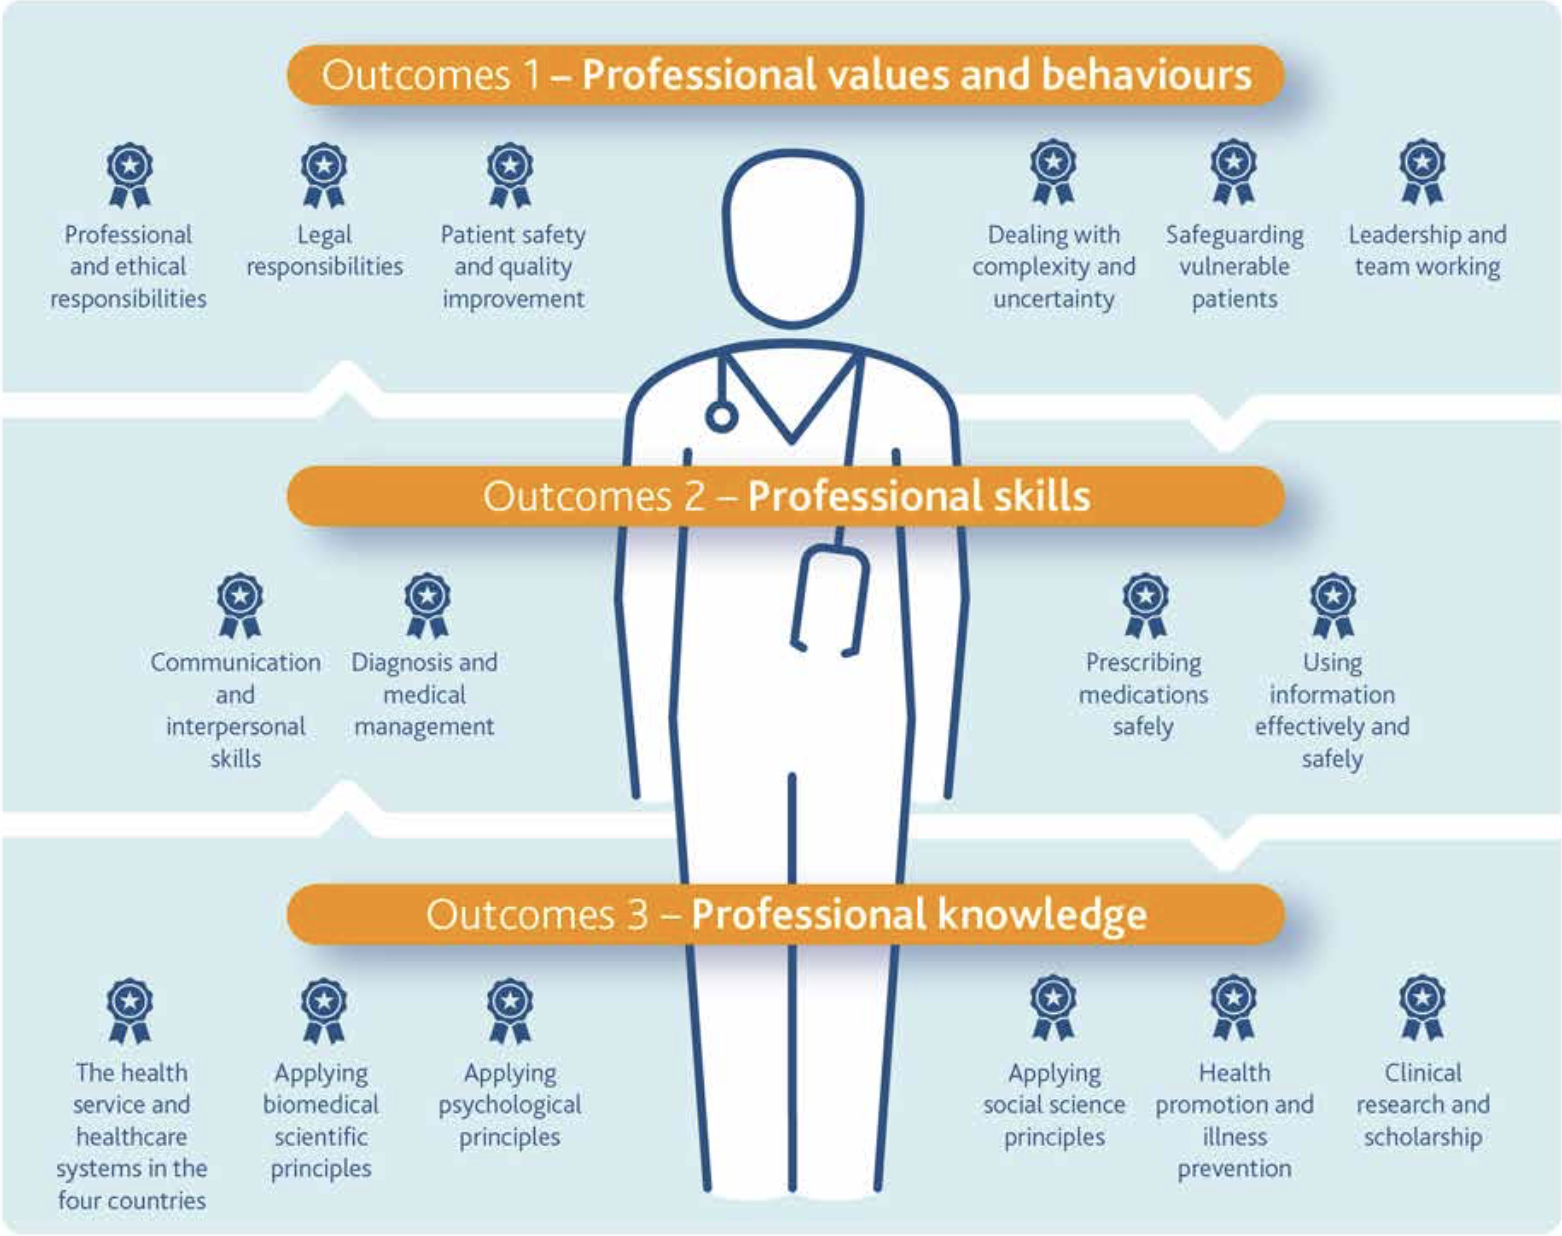 Outcomes 1 – Professional values and behaviours
Professional
and ethical
responsibilities
Legal
responsibilities
Patient safety
and quality
improvement
Dealing with
complexity and
uncertainty
Safeguarding
vulnerable
patients
Leadership and
team working
Outcomes 2 – Professional skills
Communication
and
interpersonal
skills
Diagnosis and
medical
management
Prescribing
medications
safely
Using
information
effectively and
safely
Outcomes 3 – Professional knowledge
The health
service and
healthcare
systems in the
four countries
Applying
biomedical
scientific
principles
Applying
psychological
principles
Applying
social science
principles
Health
promotion and
illness
prevention
Clinical
research and
scholarship